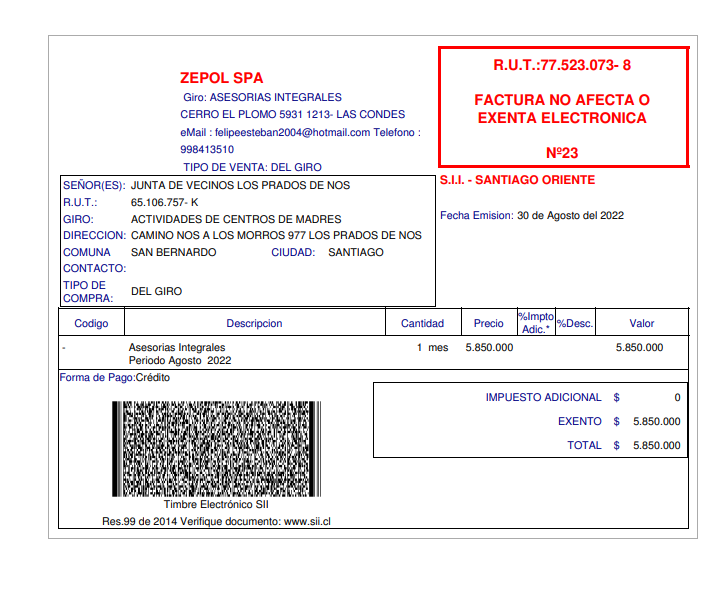 ZEPOL SPA
Giro: ASESORIAS INTEGRALES
CERRO EL PLOMO 5931 1213- LAS CONDES
eMail : felipeesteban2004@hotmail.com Telefono :
998413510
TIPO DE VENTA: DEL GIRO
R.U.T.:77.523.073- 8
FACTURA NO AFECTA O
EXENTA ELECTRONICA
Nº23
S.I.I. - SANTIAGO ORIENTE
Fecha Emision: 30 de Agosto del 2022
SEÑOR(ES): JUNTA DE VECINOS LOS PRADOS DE NOS
R.U.T.: 65.106.757- K
GIRO: ACTIVIDADES DE CENTROS DE MADRES
DIRECCION: CAMINO NOS A LOS MORROS 977 LOS PRADOS DE NOS
COMUNA SAN BERNARDO CIUDAD: SANTIAGO
CONTACTO:
TIPO DE
COMPRA: DEL GIRO
Codigo Descripcion Cantidad Precio %Impto Adic.* %Desc. Valor
- Asesorias Integrales 1 mes 5.850.000 5.850.000
Periodo Agosto 2022
Forma de Pago:Crédito
IMPUESTO ADICIONAL $ 0
EXENTO $ 5.850.000
TOTAL $ 5.850.000
Timbre Electrónico SII
Res.99 de 2014 Verifique documento: www.sii.cl